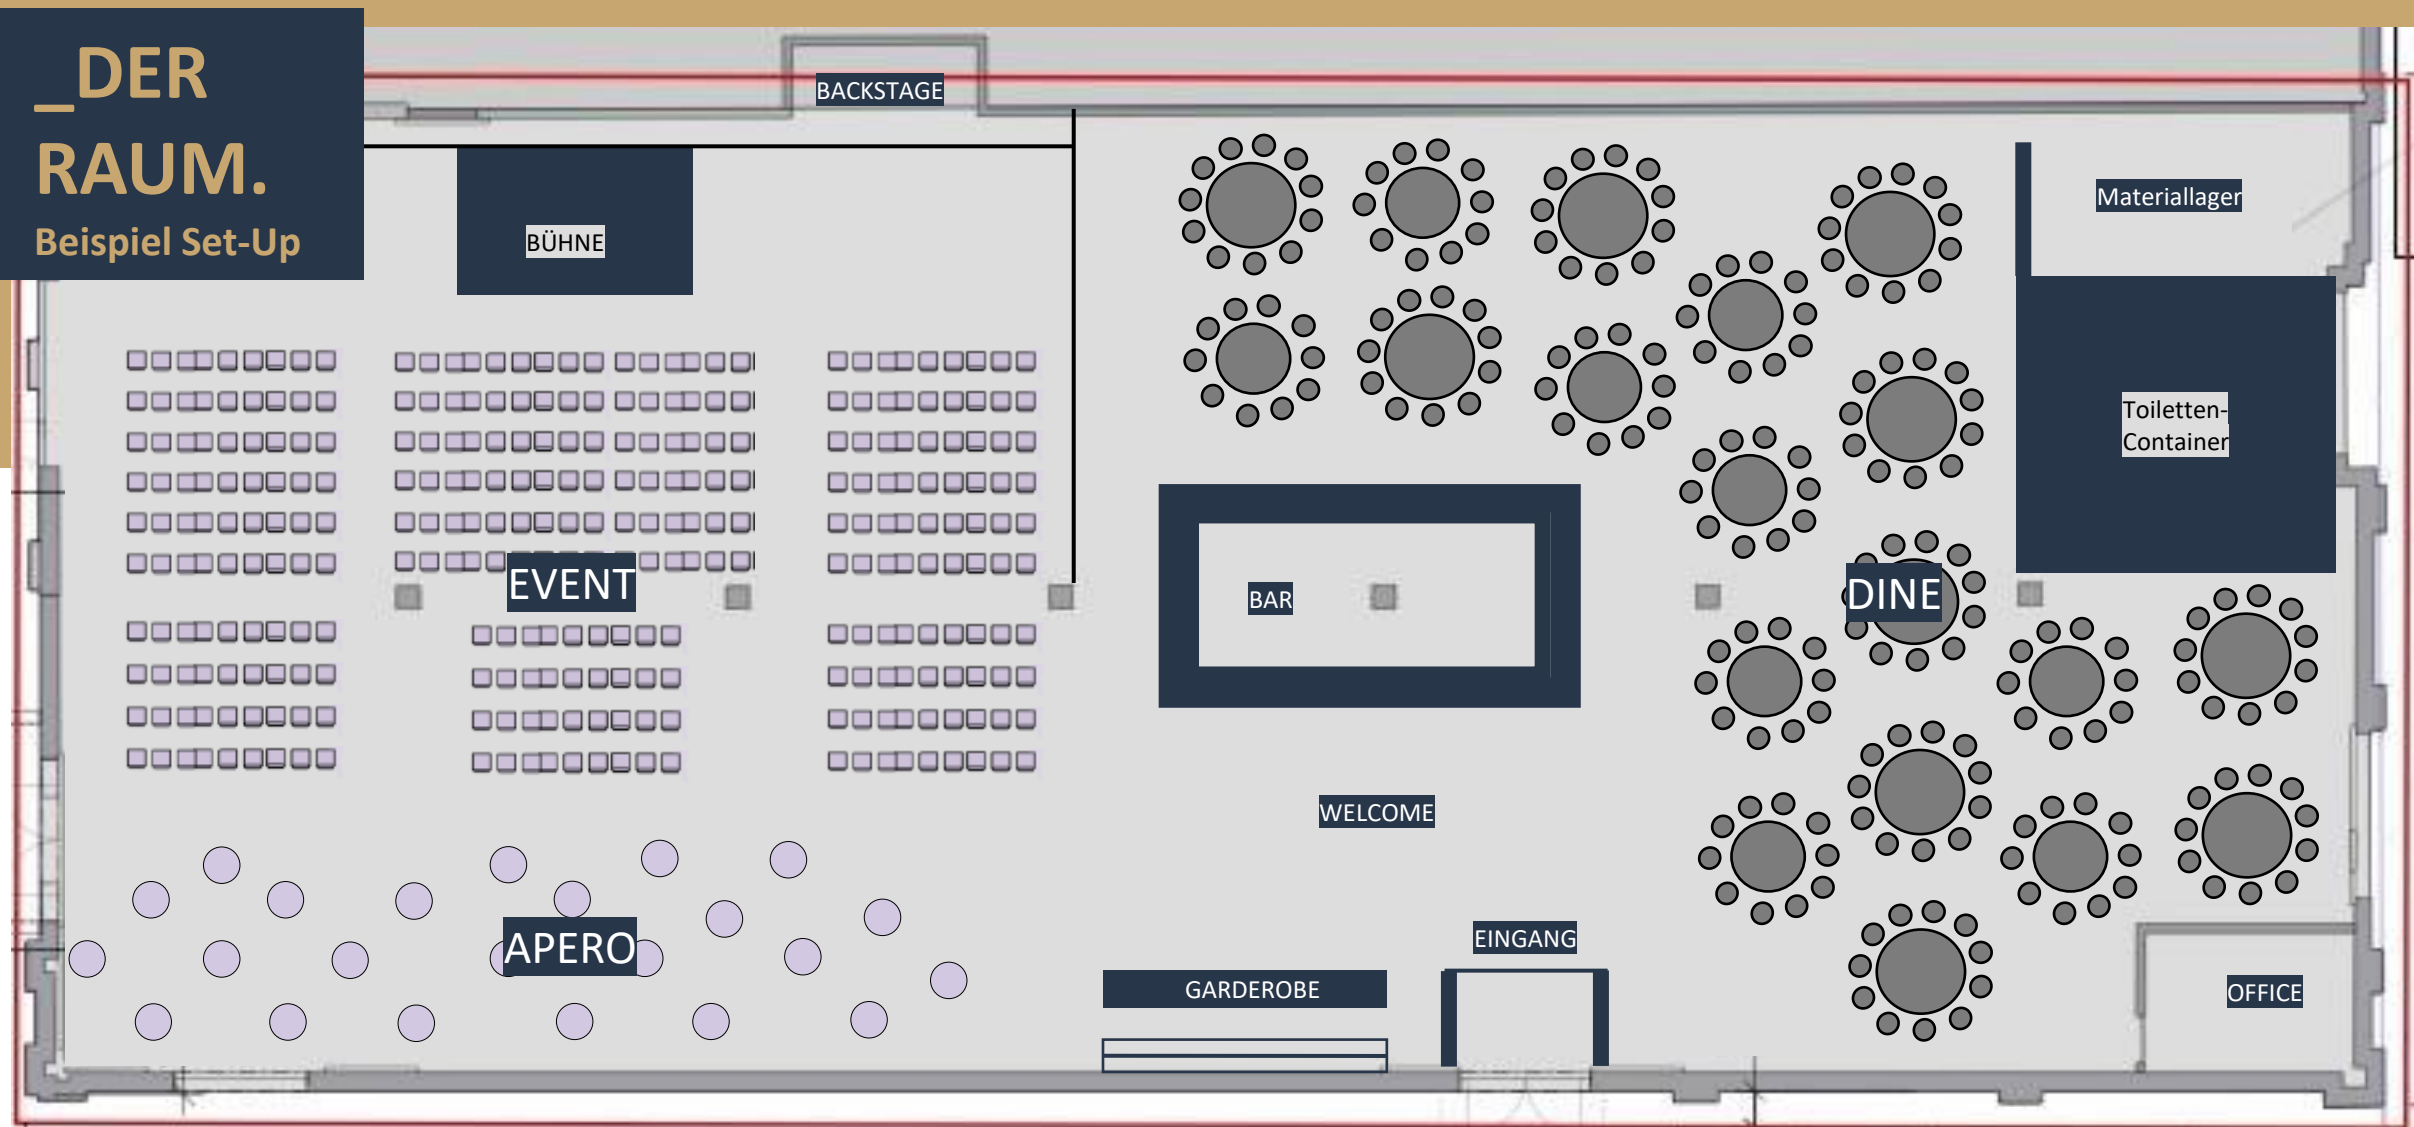 _DER
RAUM.
Beispiel Set-Up
BACKSTAGE
BÜHNE
Materiallager
Toiletten-
Container
EVENT
BAR
DINE
WELCOME
APERO
EINGANG
GARDEROBE
OFFICE